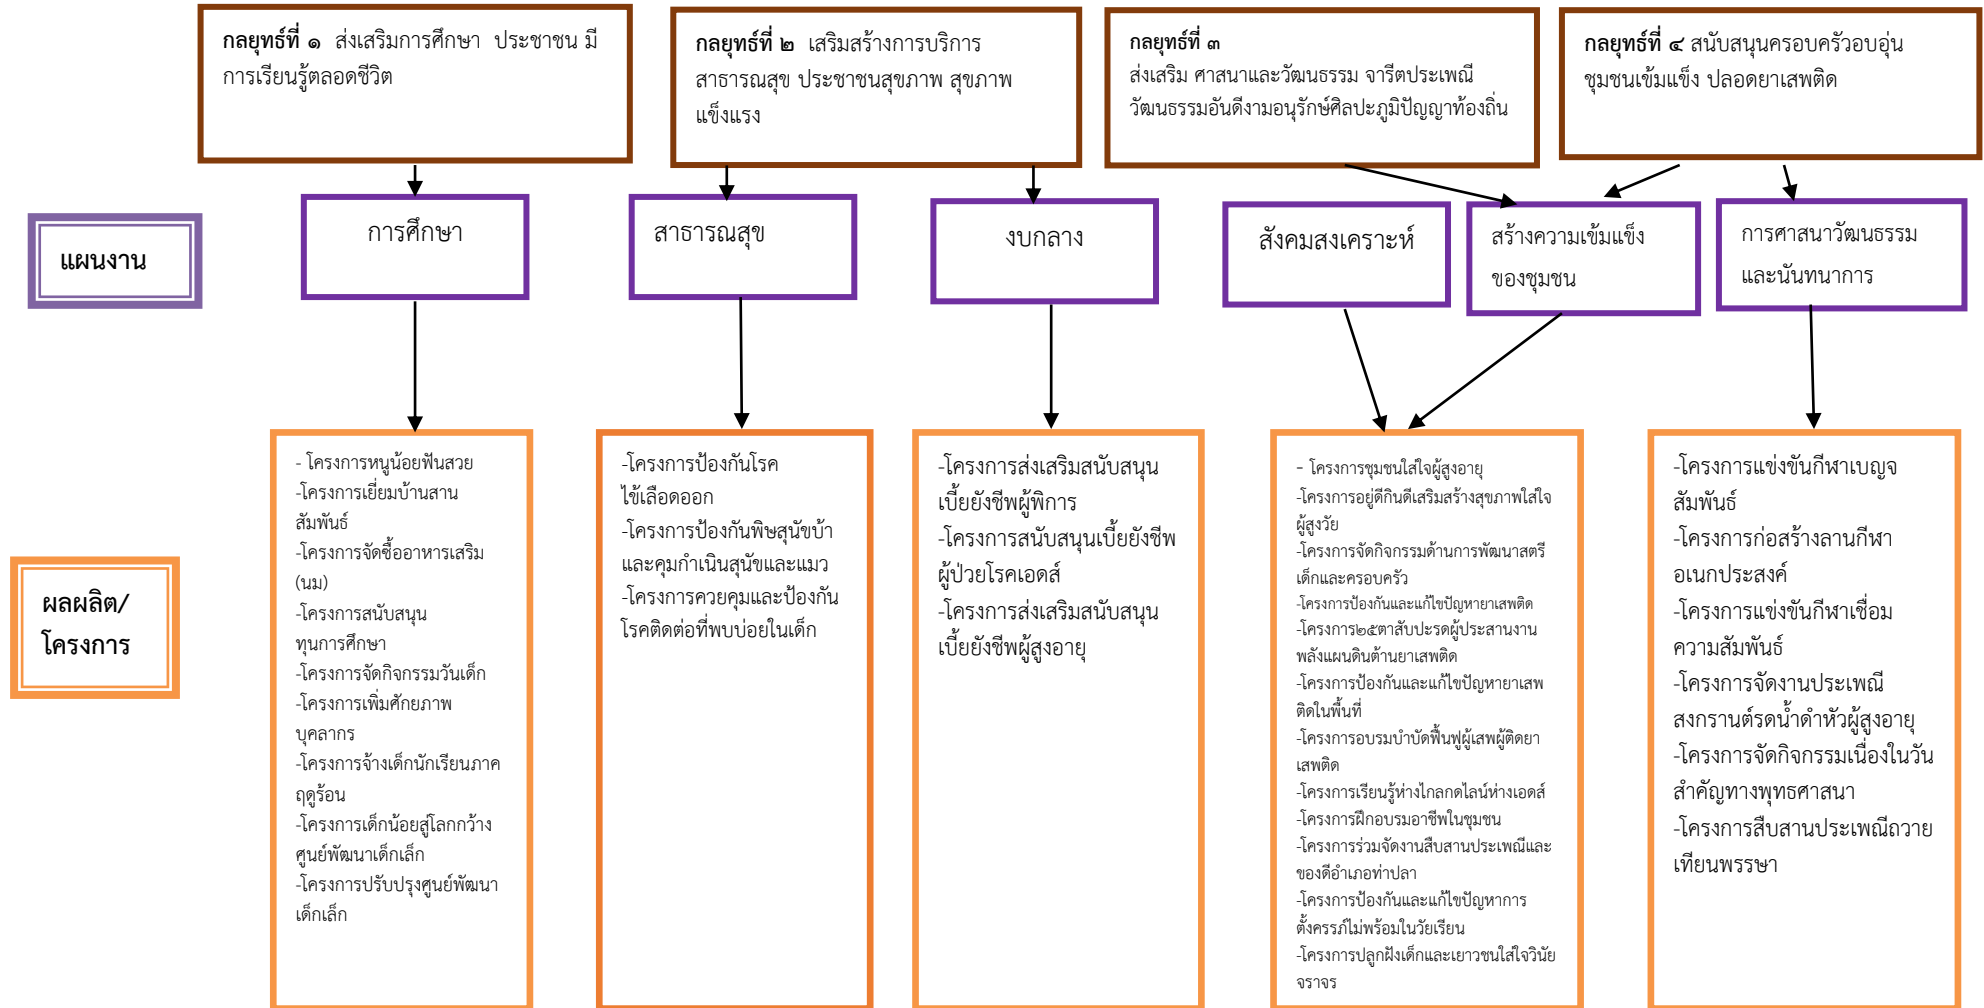 กลยุทธ์ที่ ๑ ส่งเสริมการศึกษา ประชาชน มี
การเรียนรู้ตลอดชีวิต
กลยุทธ์ที่ ๒ เสริมสร้างการบริการ
สาธารณสุข ประชาชนสุขภาพ สุขภาพ
แข็งแรง
กลยุทธ์ที่ ๓
ส่งเสริม ศาสนาและวัฒนธรรม จารีตประเพณี
วัฒนธรรมอันดีงามอนุรักษ์ศิลปะภูมิปัญญาท้องถิ่น
กลยุทธ์ที่ ๔ สนับสนุนครอบครัวอบอุ่น
ชุมชนเข้มแข็ง ปลอดยาเสพติด
แผนงาน
การศึกษา
สาธารณสุข
งบกลาง
สังคมสงเคราะห์
สร้างความเข้มแข็ง
ของชุมชน
การศาสนาวัฒนธรรม
และนันทนาการ
ผลผลิต/
โครงการ
- โครงการหนูน้อยฟันสวย
-โครงการเยี่ยมบ้านสาน
สัมพันธ์
-โครงการจัดซื้ออาหารเสริม
(นม)
-โครงการสนับสนุน
ทุนการศึกษา
-โครงการจัดกิจกรรมวันเด็ก
-โครงการเพิ่มศักยภาพ
บุคลากร
-โครงการจ้างเด็กนักเรียนภาค
ฤดูร้อน
-โครงการเด็กน้อยสู่โลกกว้าง
ศูนย์พัฒนาเด็กเล็ก
-โครงการปรับปรุงศูนย์พัฒนา
เด็กเล็ก
-โครงการป้องกันโรค
ไข้เลือดออก
-โครงการป้องกันพิษสุนัขบ้า
และคุมกำเนินสุนัขและแมว
-โครงการควยคุมและป้องกัน
โรคติดต่อที่พบบ่อยในเด็ก
-โครงการส่งเสริมสนับสนุน
เบี้ยยังชีพผู้พิการ
-โครงการสนับสนุนเบี้ยยังชีพ
ผู้ป่วยโรคเอดส์
-โครงการส่งเสริมสนับสนุน
เบี้ยยังชีพผู้สูงอายุ
- โครงการชุมชนใส่ใจผู้สูงอายุ
-โครงการอยู่ดีกินดีเสริมสร้างสุขภาพใส่ใจ
ผู้สูงวัย
-โครงการจัดกิจกรรมด้านการพัฒนาสตรี
เด็กและครอบครัว
-โครงการป้องกันและแก้ไขปัญหายาเสพติด
-โครงการ๒๕ตาสับปะรดผู้ประสานงาน
พลังแผนดินต้านยาเสพติด
-โครงการป้องกันและแก้ไขปัญหายาเสพ
ติดในพื้นที่
-โครงการอบรมบำบัดฟื้นฟูผู้เสพผู้ติดยา
เสพติด
-โครงการเรียนรู้ห่างไกลกดไลน์ห่างเอดส์
-โครงการฝึกอบรมอาชีพในชุมชน
-โครงการร่วมจัดงานสืบสานประเพณีและ
ของดีอำเภอท่าปลา
-โครงการป้องกันและแก้ไขปัญหาการ
ตั้งครรภ์ไม่พร้อมในวัยเรียน
-โครงการปลูกฝังเด็กและเยาวชนใส่ใจวินัย
จราจร
-โครงการแข่งขันกีฬาเบญจ
สัมพันธ์
-โครงการก่อสร้างลานกีฬา
อเนกประสงค์
-โครงการแข่งขันกีฬาเชื่อม
ความสัมพันธ์
-โครงการจัดงานประเพณี
สงกรานต์รดน้ำดำหัวผู้สูงอายุ
-โครงการจัดกิจกรรมเนื่องในวัน
สำคัญทางพุทธศาสนา
-โครงการสืบสานประเพณีถวาย
เทียนพรรษา